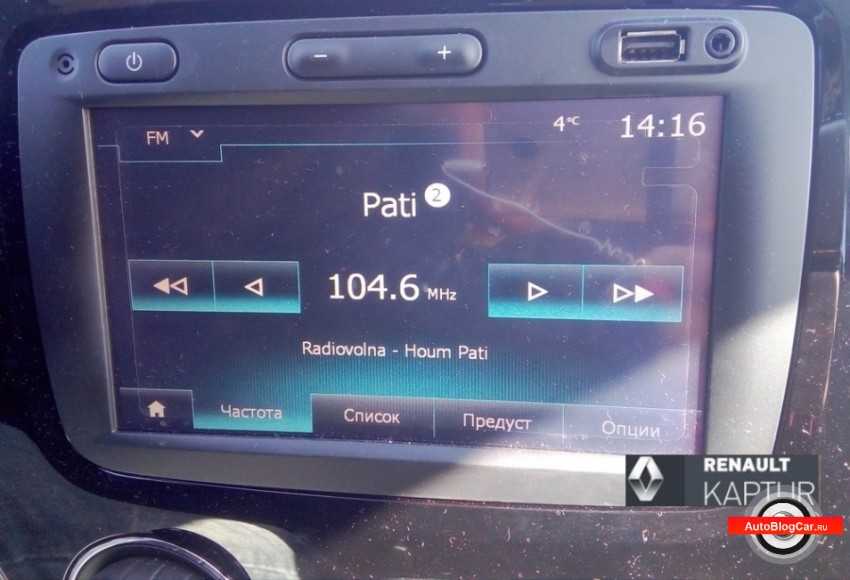 FM
4°C 14:16
Pati 2
104.6 MHz
Radiovolna - Houm Pati
Частота Список Предуст Опции
RENAULT
KAPTUR
AutoBlogCar.ru